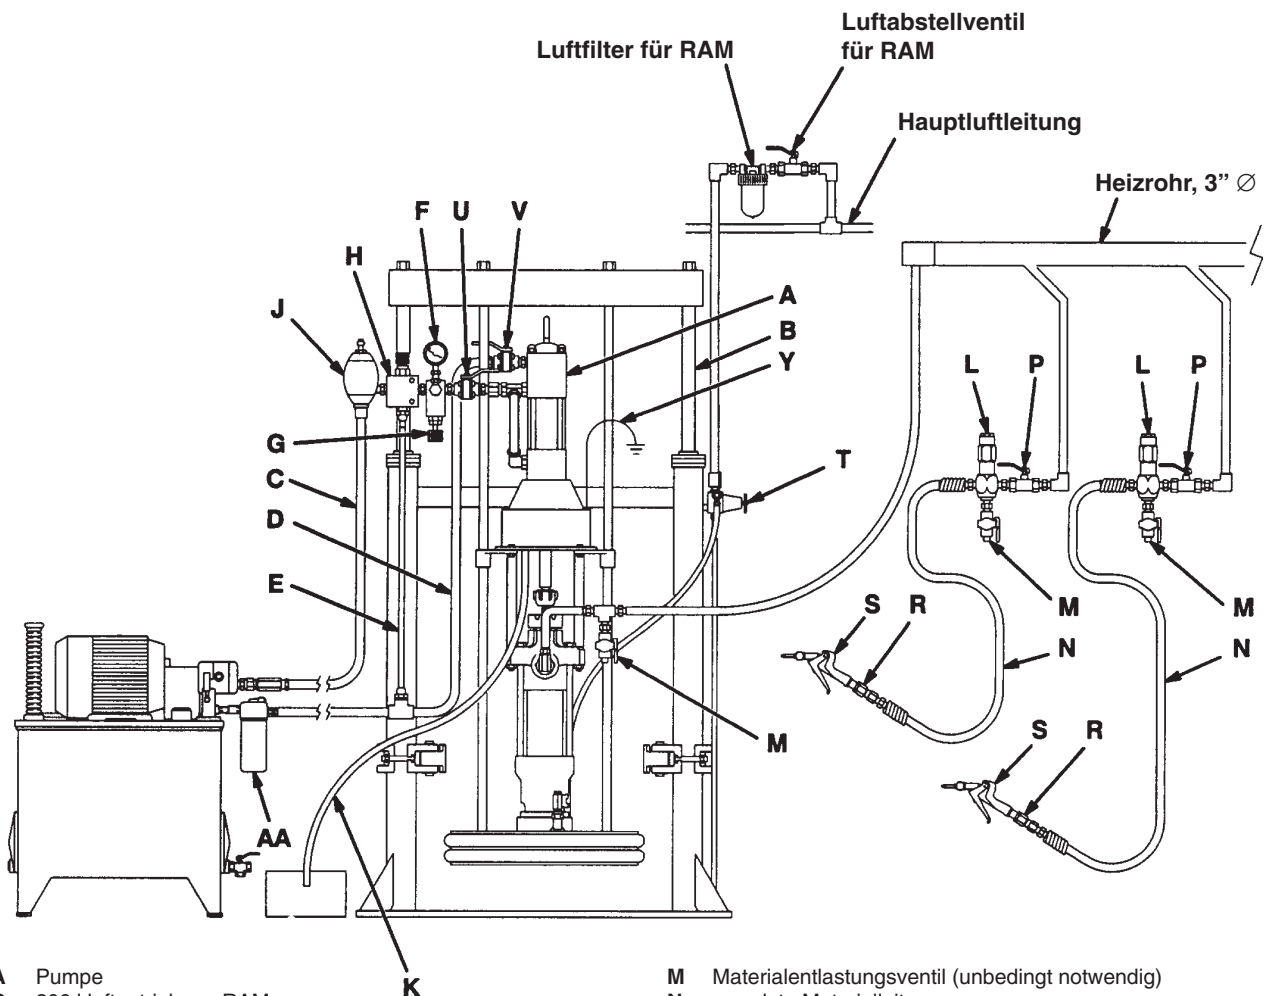 Luftabstellventil
für RAM
Luftfilter für RAM
Hauptluftleitung
Heizrohr, 3” ∅
F U V
H
J
A
B
Y
L P L P
G
C
T
D
E
S R
M M
N N
M
S R
AA
K
A Pumpe
M Materialentlastungsventil (unbedingt notwendig)